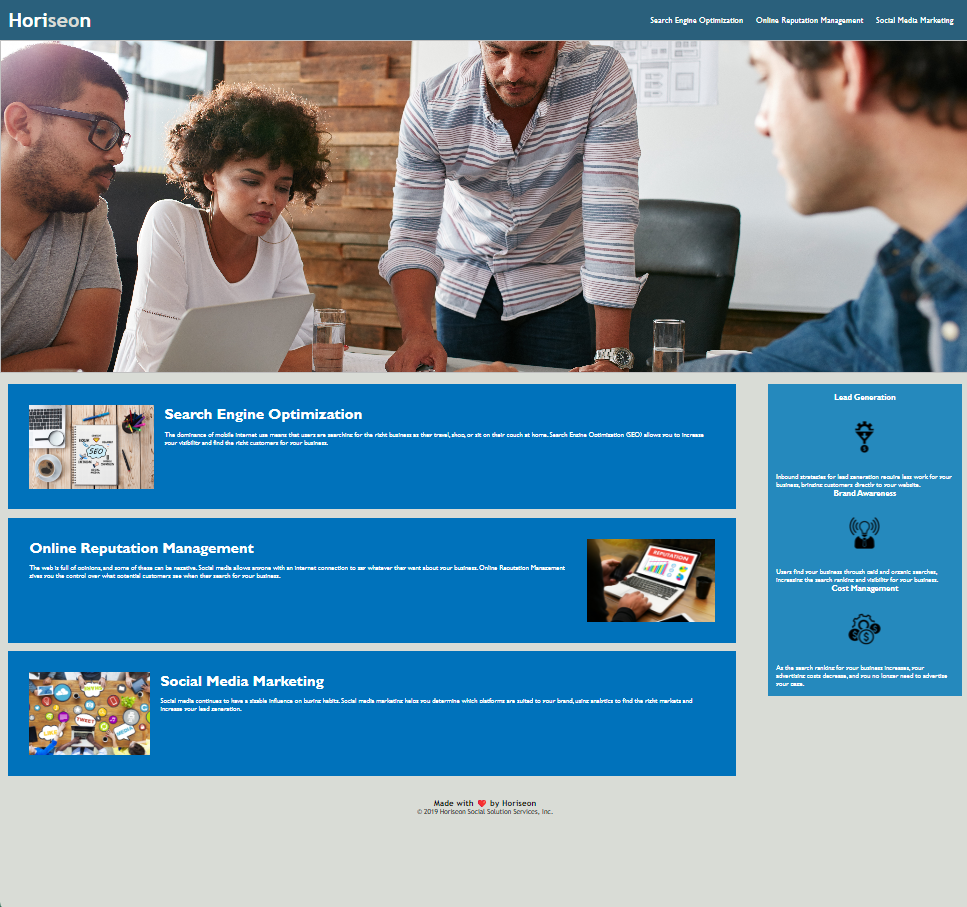 Horiseon
Search Engine Optimization Online Reputation Management Social Media Marketing
SEO
Search Engine Optimization
The dominance of mobile internet use means that users are searching for the right business as they travel, shop, or sit on their couch at home. Search Engine Optimization (SEO) allows you to increase
your visibility and find the right customers for your business.
Online Reputation Management
The web is full of opinions, and some of these can be negative. Social media allows anyone with an internet connection to say whatever they want about your business. Online Reputation Management
gives you the control over what potential customers see when they search for your business.
REPUTATION
TWEET
LIKE
MEDIA
Social Media Marketing
Social media continues to have a sizable influence on buying habits. Social media marketing helps you determine which platforms are suited to your brand, using analytics to find the right markets and
increase your lead generation.
Lead Generation
Inbound strategies for lead generation require less work for your
business, bringing customers directly to your website.
Brand Awareness
Users find your business through paid and organic searches,
increasing the search ranking and visibility for your business.
Cost Management
As the search ranking for your business increases, your
advertising costs decrease, and you no longer need to advertise
your page.
Made with ❤️ by Horiseon
© 2019 Horiseon Social Solution Services, Inc.